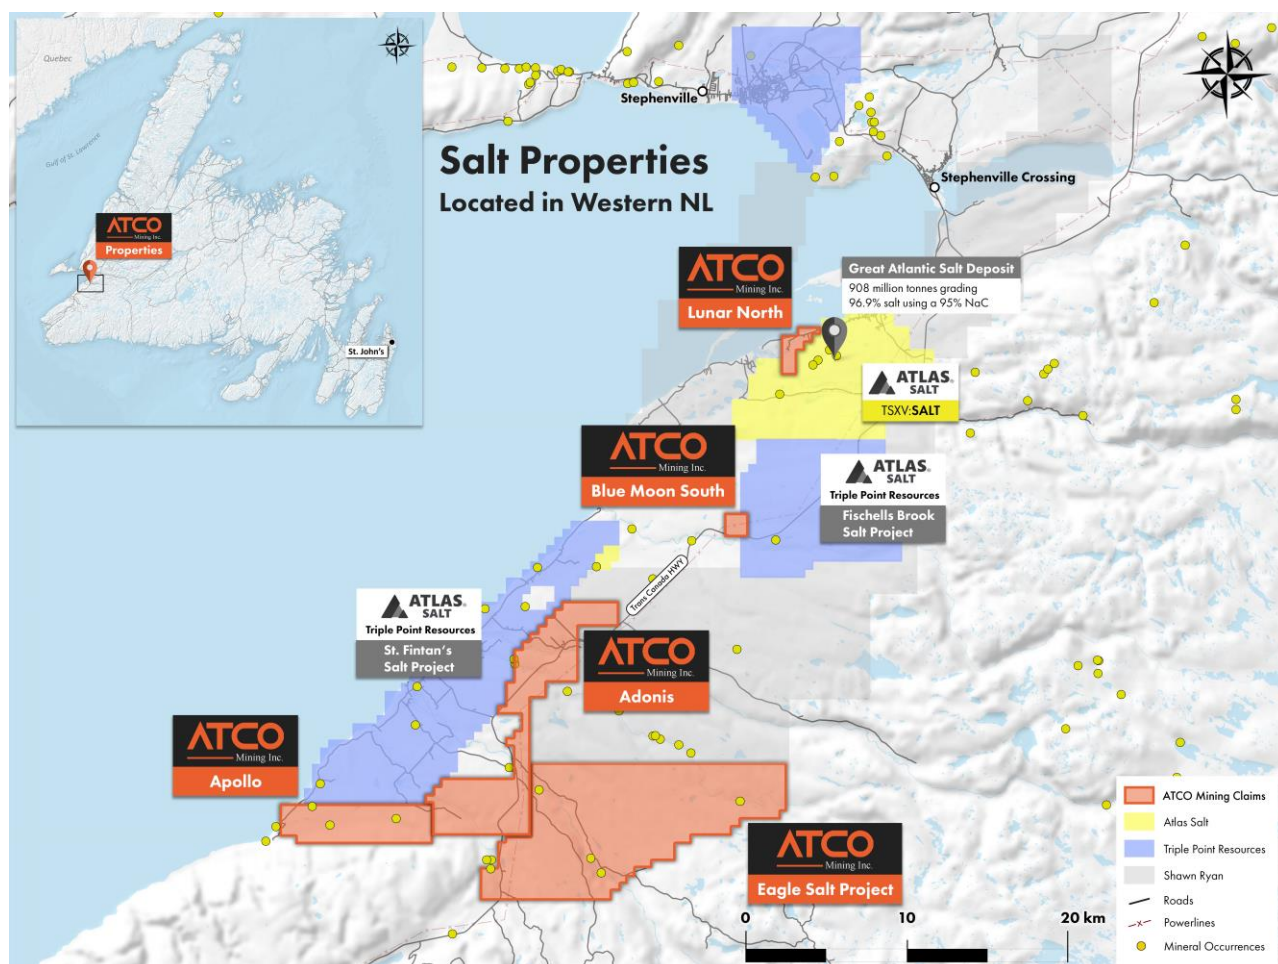 Quebec
Gulf of St. Lawrence
ATCO
Mining Inc.
Properties
St. John's
Salt Properties
Located in Western NL
Stephenville
Stephenville Crossing
ATCO
Mining Inc.
Lunar North
Great Atlantic Salt Deposit
908 million tonnes grading
96.9% salt using a 95% NaC
ATLAS
SALT
TSXV:SALT
ATCO
Mining Inc.
Blue Moon South
ATLAS
SALT
Triple Point Resources
Fischells Brook
Salt Project
Trans Canada HWY
ATLAS
SALT
Triple Point Resources
St. Fintan's
Salt Project
ATCO
Mining Inc.
Adonis
ATCO
Mining Inc.
Apollo
ATCO
Mining Inc.
Eagle Salt Project
0 10 20 km
ATCO Mining Claims
Atlas Salt
Triple Point Resources
Shawn Ryan
Roads
Powerlines
Mineral Occurrences